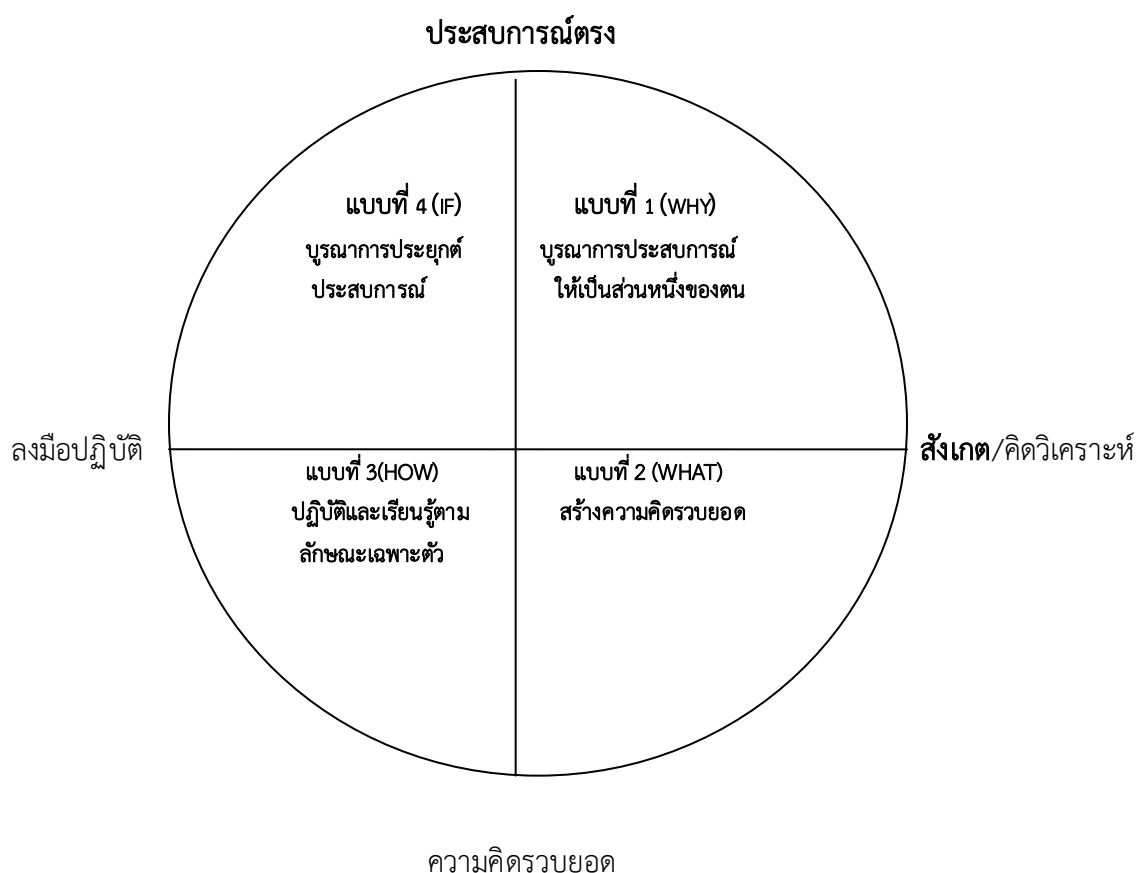 ประสบการณ์ตรง
แบบที่ 4 (IF)
บูรณาการประยุกต์
ประสบการณ์
แบบที่ 1 (WHY)
บูรณาการประสบการณ์
ให้เป็นส่วนหนึ่งของตน
ลงมือปฏิบัติ
สังเกต/คิดวิเคราะห์
แบบที่ 3(HOW)
ปฏิบัติและเรียนรู้ตาม
ลักษณะเฉพาะตัว
แบบที่ 2 (WHAT)
สร้างความคิดรวบยอด
ความคิดรวบยอด